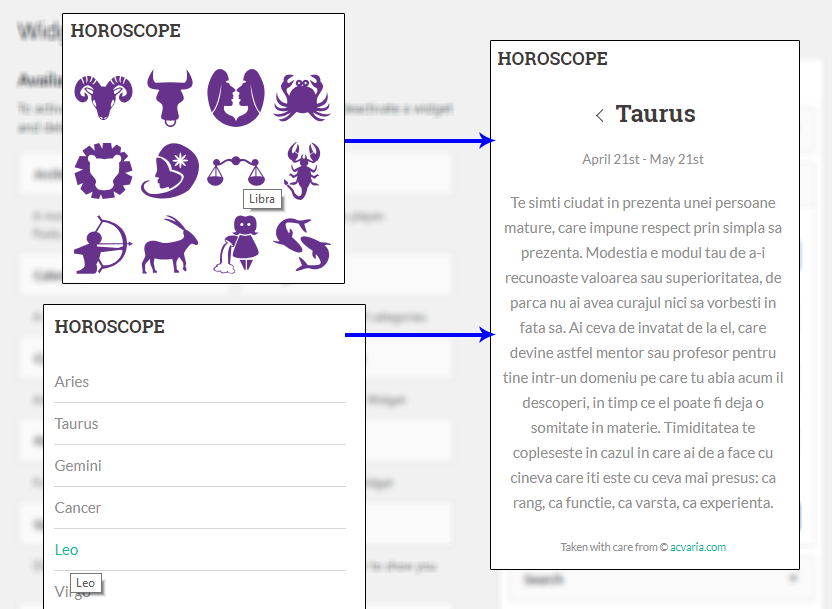 HOROSCOPE
Libra
HOROSCOPE
Aries
Taurus
Gemini
Cancer
Leo
Virgo
Leo
HOROSCOPE
Taurus
April 21st - May 21st
Te simti ciudat in prezenta unei persoane
mature, care impune respect prin simpla sa
prezenta. Modestia e modul tau de a-i
recunoaste valoarea sau superioritatea, de
parca nu ai avea curajul nici sa vorbesti in
fata sa. Ai ceva de invatat de la el, care
devine astfel mentor sau profesor pentru
tine intr-un domeniu pe care tu abia acum il
descoperi, in timp ce el poate fi deja o
somitate in materie. Timiditatea te
copleseste in cazul in care ai de a face cu
cineva care iti este cu ceva mai presus: ca
rang, ca functie, ca varsta, ca experienta.
Taken with care from © acvaria.com
Search